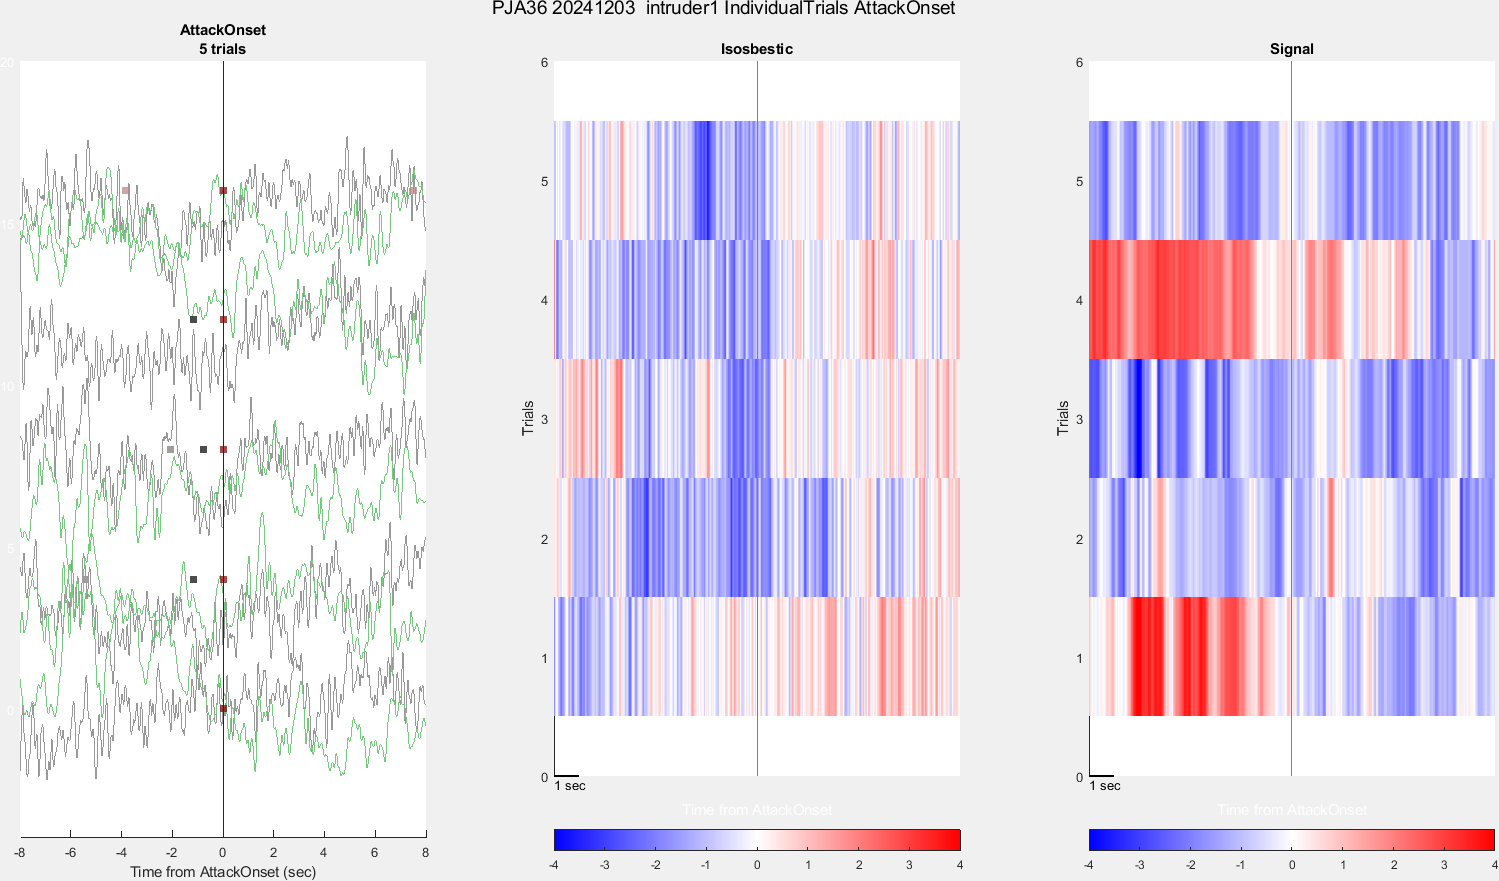 PJA36 20241203  intruder1 IndividualTrials AttackOnset
AttackOnset
5 trials
20
15
10
5
0
-8 -6 -4 -2 0 2 4 6 8
Time from AttackOnset (sec)
Isosbestic
6
5
4
3
2
1
0
Trials
1 sec
Time from AttackOnset
-4 -3 -2 -1 0 1 2 3 4
Signal
6
5
4
3
2
1
0
Trials
1 sec
Time from AttackOnset
-4 -3 -2 -1 0 1 2 3 4